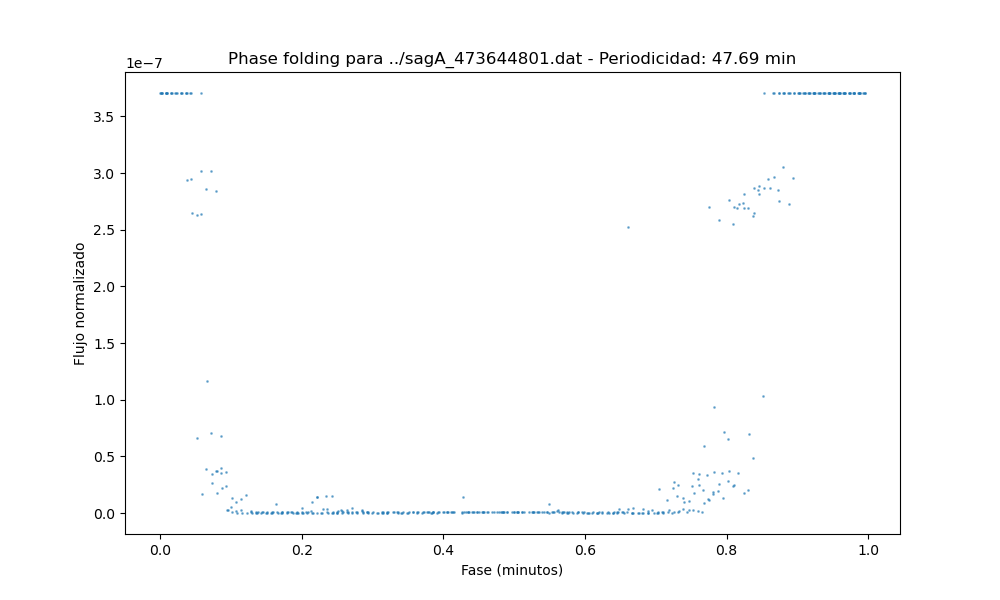 Phase folding para ../sagA_473644801.dat - Periodicidad: 47.69 min
1e−7
3.5
3.0
2.5
2.0
1.5
1.0
0.5
0.0
Flujo normalizado
0.0 0.2 0.4 0.6 0.8 1.0
Fase (minutos)